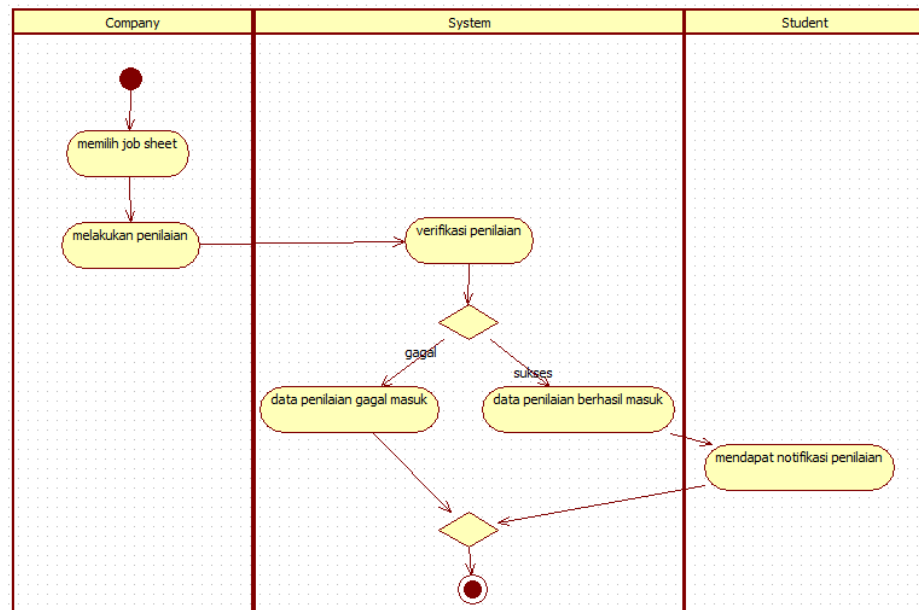 Company
System
Student
memilih job sheet
melakukan penilaian
verifikasi penilaian
gagal
sukses
data penilaian gagal masuk
data penilaian berhasil masuk
mendapat notifikasi penilaian